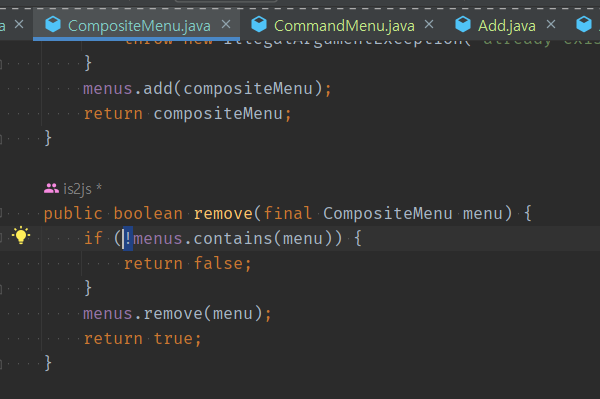 a
CompositeMenu.java
CommandMenu.java
Add.java
throw new IllegalArgumentException("already exis
}
menus.add(compositeMenu);
return compositeMenu;
}
is2js *
public boolean remove(final CompositeMenu menu) {
if (!menus.contains(menu)) {
return false;
}
menus.remove(menu);
return true;
}